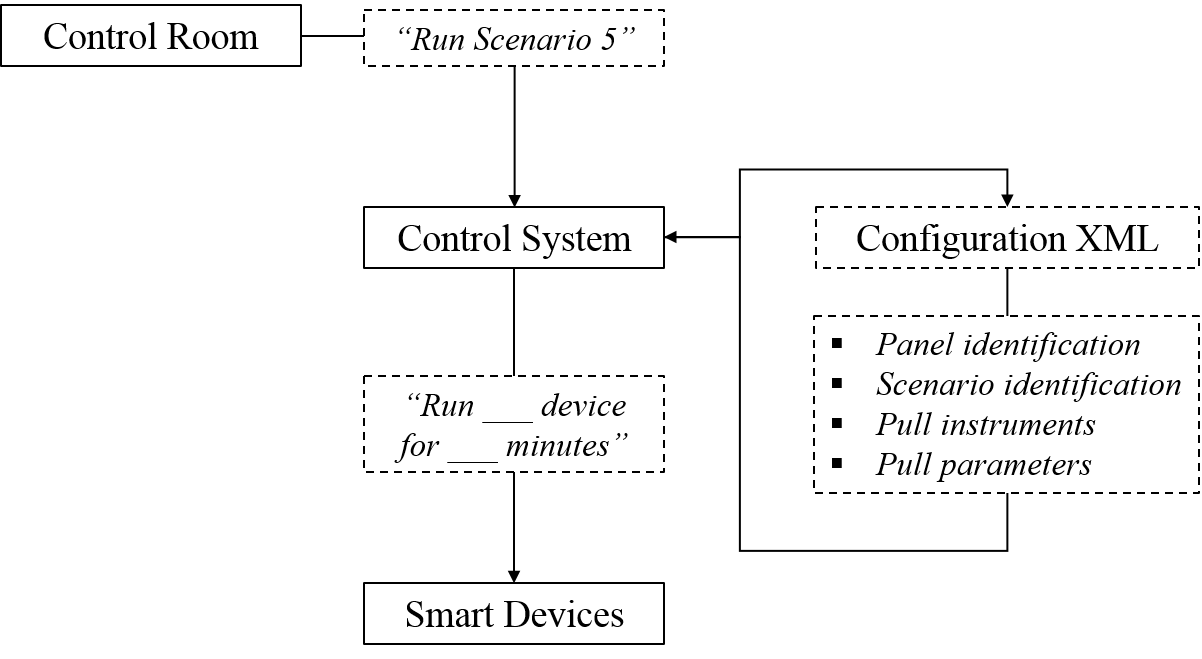 Control Room
“Run Scenario 5”
Control System
Configuration XML
▪ Panel identification
▪ Scenario identification
▪ Pull instruments
▪ Pull parameters
“Run ___ device
for ___ minutes”
Smart Devices